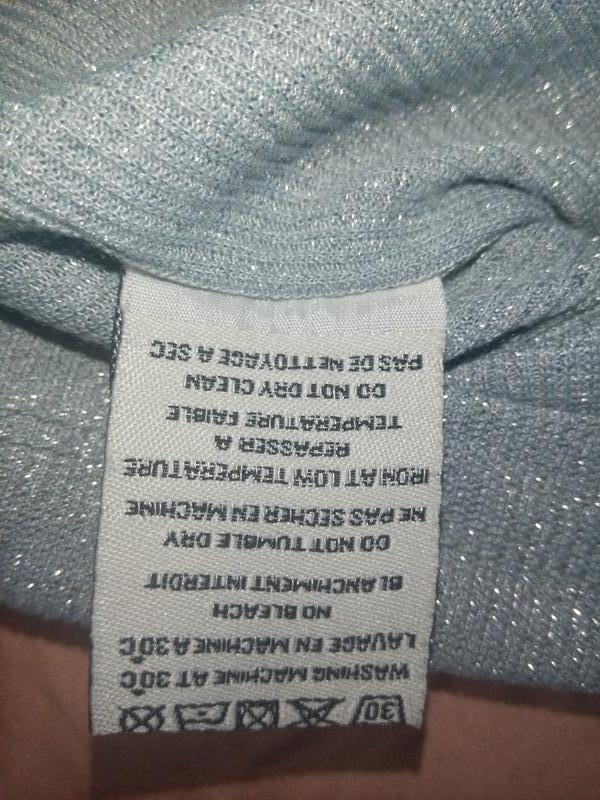 30
WASHING MACHINE AT 30°C
LAVAGE EN MACHINE A 30°C
NO BLEACH
BLANCHIMENT INTERDIT
DO NOT TUMBLE DRY
NE PAS SECHER EN MACHINE
IRON AT LOW TEMPERATURE
REPASSER A
TEMPERATURE FAIBLE
DO NOT DRY CLEAN
PAS DE NETTOYAGE A SEC